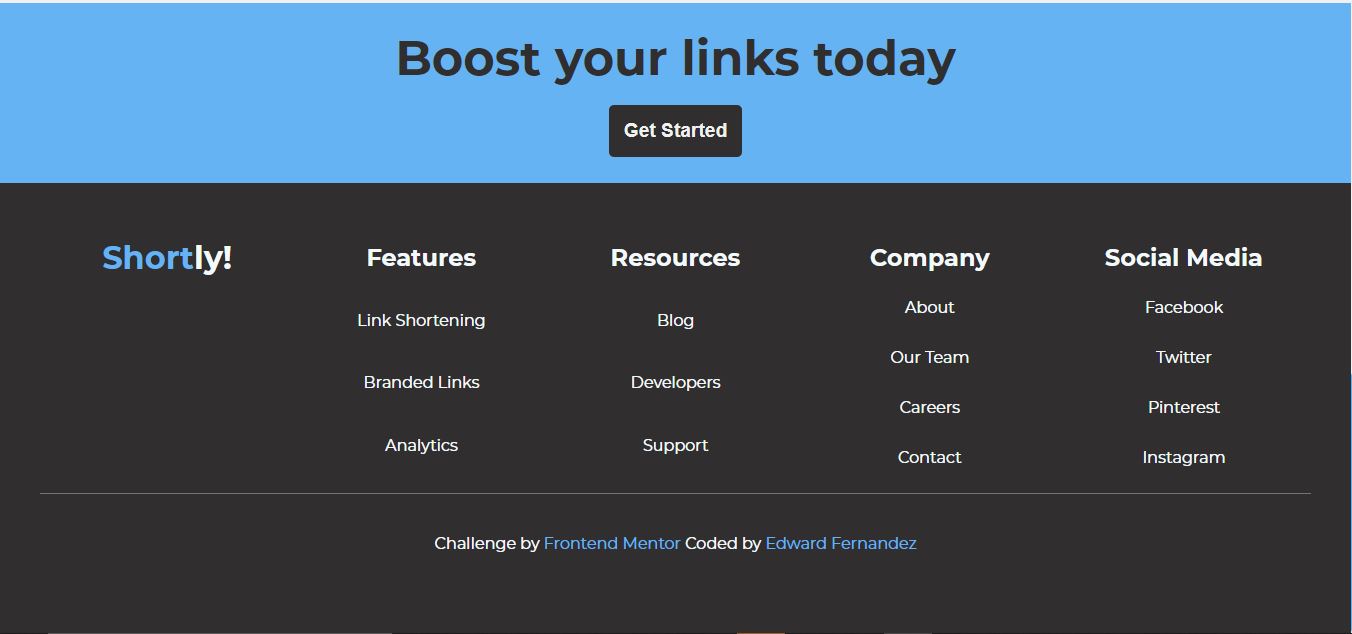 Boost your links today
Get Started
Shortly!
Features
Link Shortening
Branded Links
Analytics
Resources
Blog
Developers
Support
Company
About
Our Team
Careers
Contact
Social Media
Facebook
Twitter
Pinterest
Instagram
Challenge by Frontend Mentor Coded by Edward Fernandez